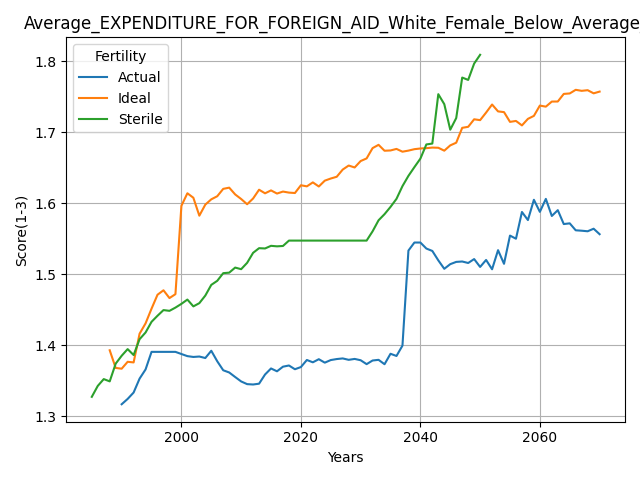 Average_EXPENDITURE_FOR_FOREIGN_AID_White_Female_Below_Average
Fertility
Actual
Ideal
Sterile
Score(1-3)
1.8
1.7
1.6
1.5
1.4
1.3
2000 2020 2040 2060
Years